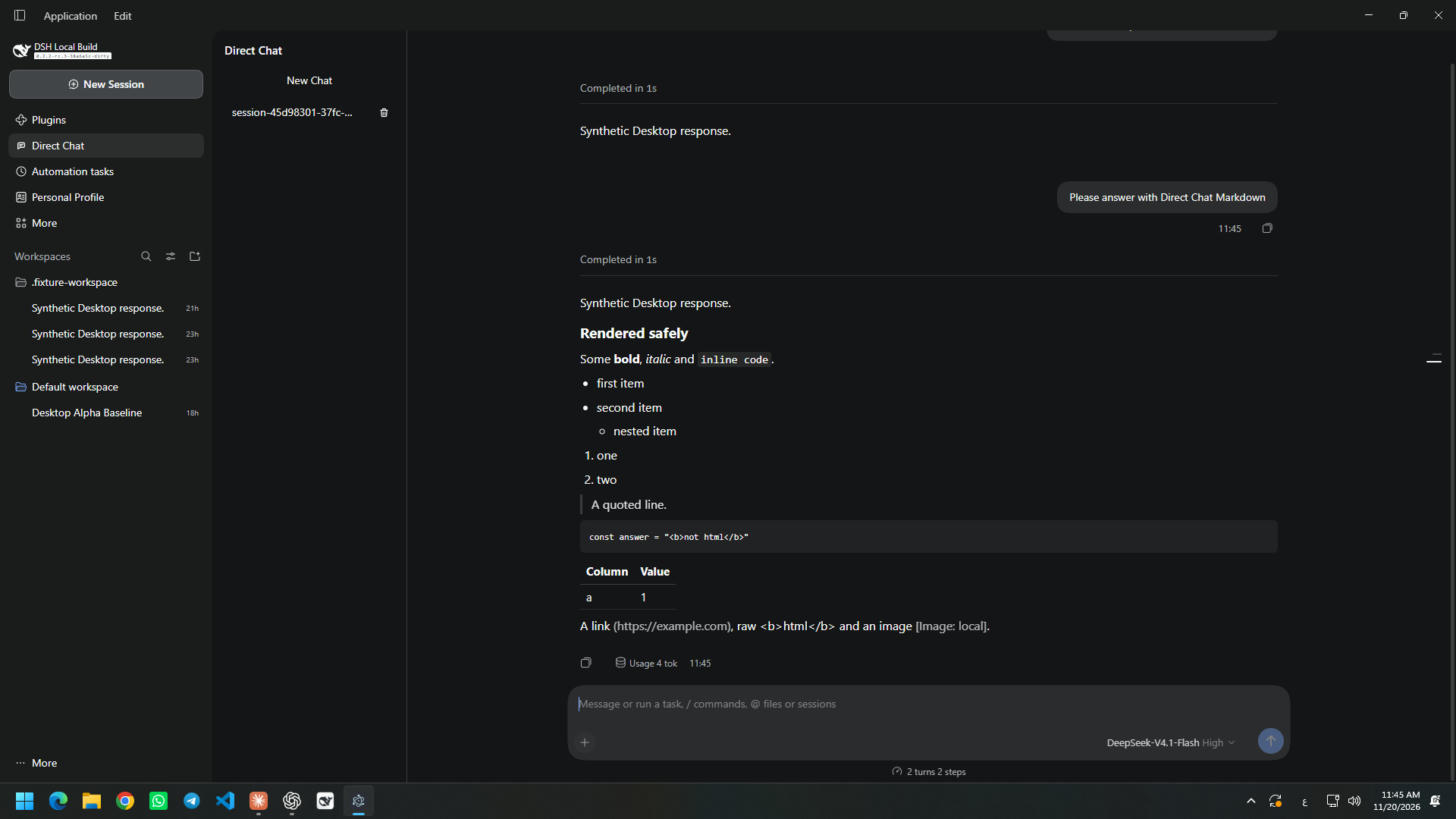 Application Edit
DSH Local Build
New Session
Plugins
Direct Chat
Automation tasks
Personal Profile
More
Workspaces
.fixture-workspace
Synthetic Desktop response. 21h
Synthetic Desktop response. 23h
Synthetic Desktop response. 23h
Default workspace
Desktop Alpha Baseline 18h
More
Direct Chat
New Chat
session-45d98301-37fc-...
Completed in 1s
Synthetic Desktop response.
Please answer with Direct Chat Markdown
11:45
Completed in 1s
Synthetic Desktop response.
Rendered safely
Some bold, italic and inline code.
first item
second item
nested item
1. one
2. two
A quoted line.
const answer = "<b>not html</b>"
Column Value
a 1
A link (https://example.com), raw <b>html</b> and an image [Image: local].
Usage 4 tok 11:45
Message or run a task, / commands, @ files or sessions
DeepSeek-V4.1-Flash High
2 turns 2 steps
ع
11:45 AM
11/20/2026